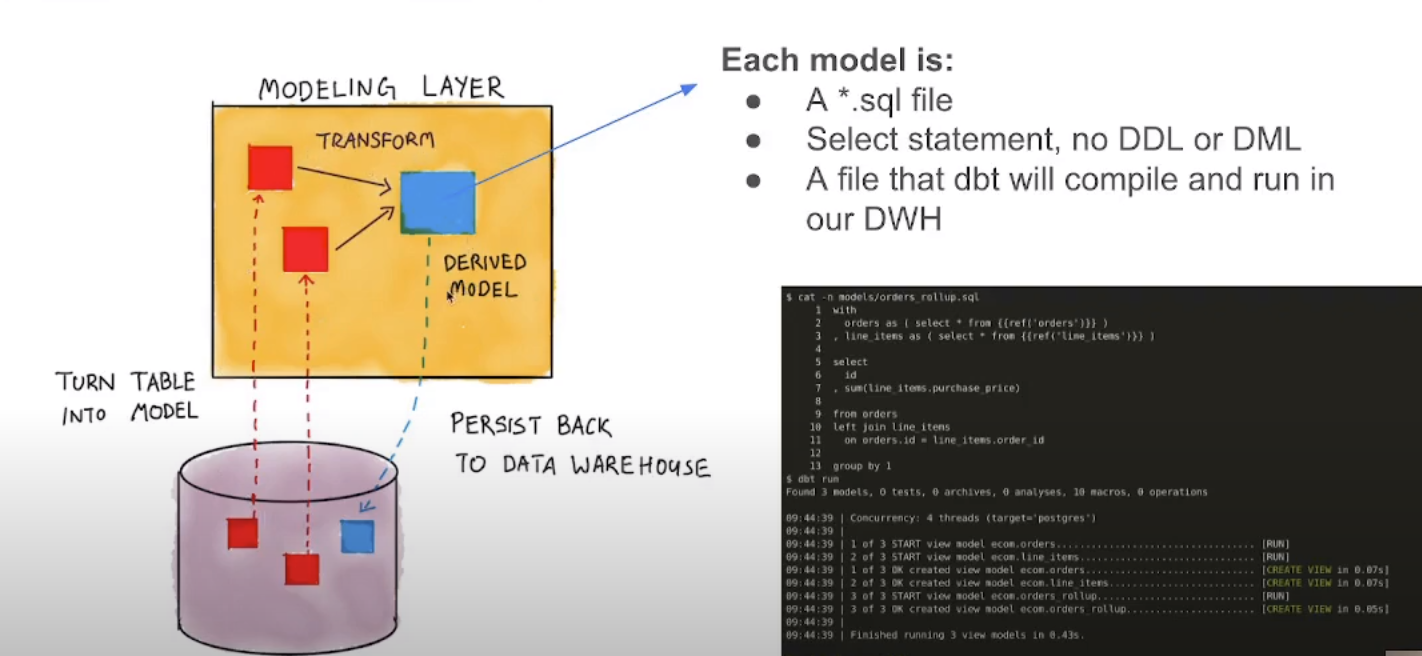 MODELING LAYER
TRANSFORM
DERIVED
MODEL
TURN TABLE
INTO MODEL
PERSIST BACK
TO DATA WAREHOUSE
Each model is:
● A *.sql file
● Select statement, no DDL or DML
● A file that dbt will compile and run in
our DWH
$ cat -n models/orders_rollup.sql
1 with
2 orders as ( select * from {{ref('orders')}} )
3 , line_items as ( select * from {{ref('line_items')}} )
4
5 select
6 id
7 , sum(line_items.purchase_price)
8
9 from orders
10 left join line_items
11 on orders.id = line_items.order_id
12
13 group by 1
$ dbt run
Found 3 models, 0 tests, 0 archives, 0 analyses, 10 macros, 0 operations
09:44:39 | Concurrency: 4 threads (target='postgres')
09:44:39 |
09:44:39 | 1 of 3 START view model ecom.orders................................ [RUN]
09:44:39 | 2 of 3 START view model ecom.line_items............................ [RUN]
09:44:39 | 1 of 3 OK created view model ecom.orders........................... [CREATE VIEW in 0.07s]
09:44:39 | 2 of 3 OK created view model ecom.line_items....................... [CREATE VIEW in 0.07s]
09:44:39 | 3 of 3 START view model ecom.orders_rollup......................... [RUN]
09:44:39 | 3 of 3 OK created view model ecom.orders_rollup.................... [CREATE VIEW in 0.05s]
09:44:39 |
09:44:39 | Finished running 3 view models in 0.43s.